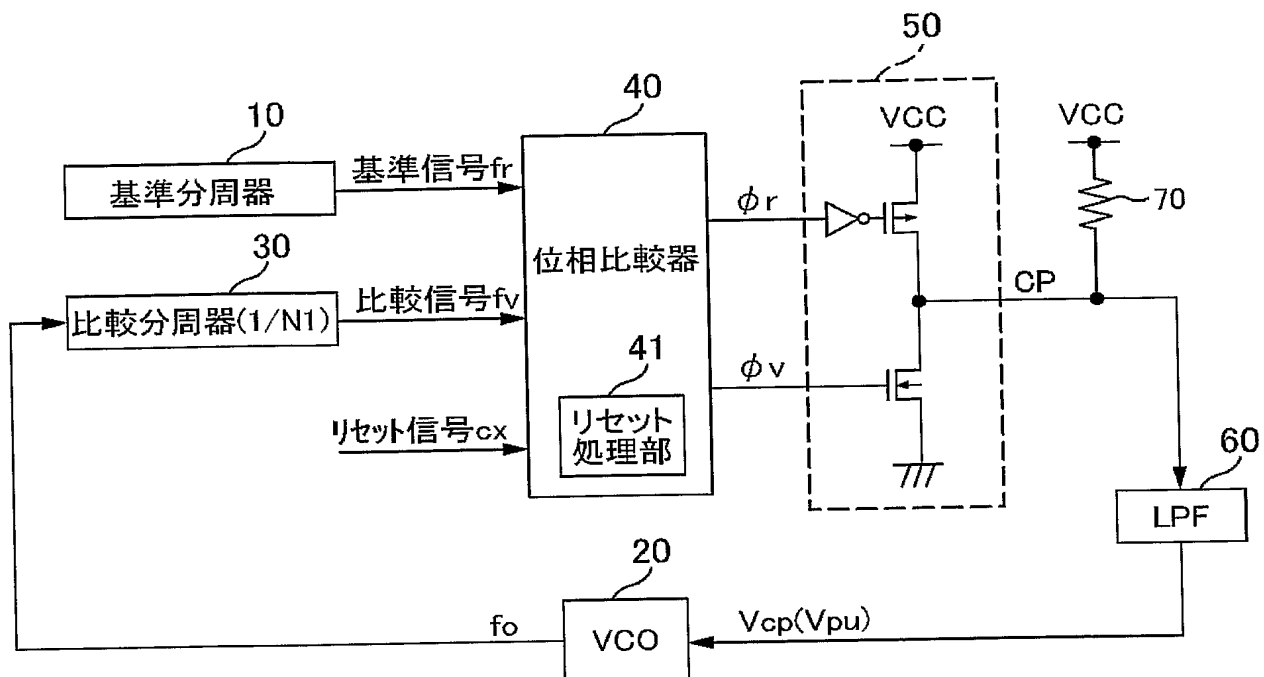 50
40
VCC
VCC
10
基準信号fr
基準分周器
φr
70
30
位相比較器
CP
比較信号fv
比較分周器(1/N1)
41
φv
リセット
処理部
リセット信号cx
60
LPF
20
Vcp(Vpu)
fo
VCO